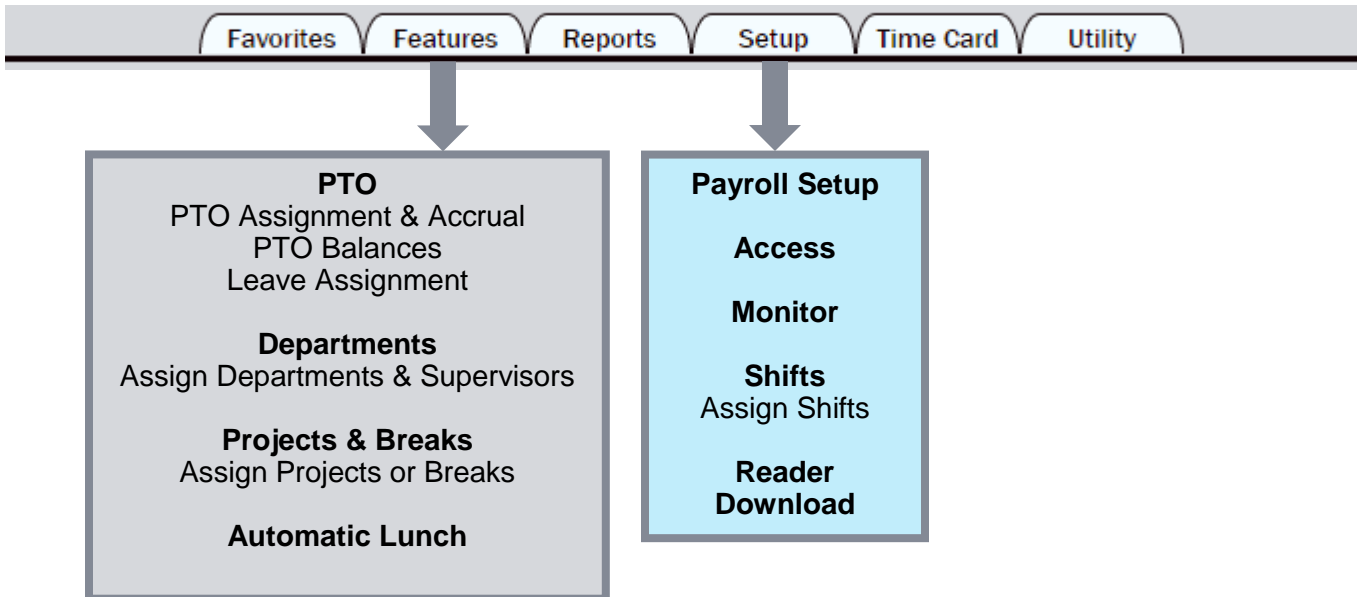 Favorites Features Reports Setup Time Card Utility
PTO
PTO Assignment & Accrual
PTO Balances
Leave Assignment
Departments
Assign Departments & Supervisors
Projects & Breaks
Assign Projects or Breaks
Automatic Lunch
Payroll Setup
Access
Monitor
Shifts
Assign Shifts
Reader
Download